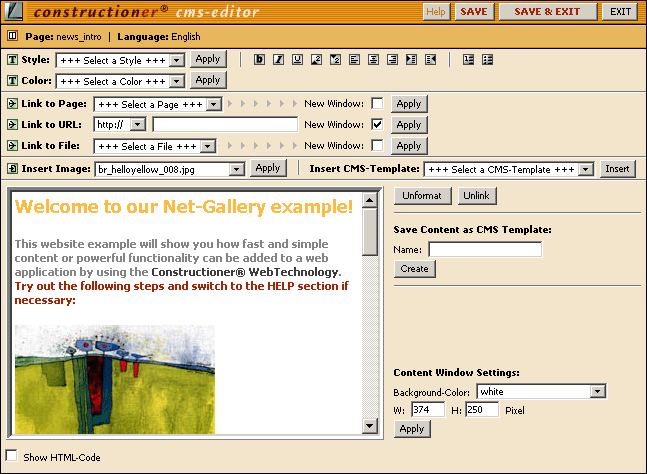 constructioner® cms-editor Help SAVE SAVE & EXIT EXIT
Page: news_intro | Language: English
Style: +++ Select a Style +++ Apply B I U
Color: +++ Select a Color +++ Apply
Link to Page: +++ Select a Page +++ New Window: Apply
Link to URL: http:// New Window: Apply
Link to File: +++ Select a File +++ New Window: Apply
Insert Image: br_helloyellow_008.jpg Apply Insert CMS-Template: +++ Select a CMS-Template +++ Insert
Welcome to our Net-Gallery example!
This website example will show you how fast and simple
content or powerful functionality can be added to a web
application by using the Constructioner® WebTechnology.
Try out the following steps and switch to the HELP section if
necessary:
Unformat Unlink
Save Content as CMS Template:
Name:
Create
Content Window Settings:
Background-Color: white
W: 374 H: 250 Pixel
Apply
Show HTML-Code